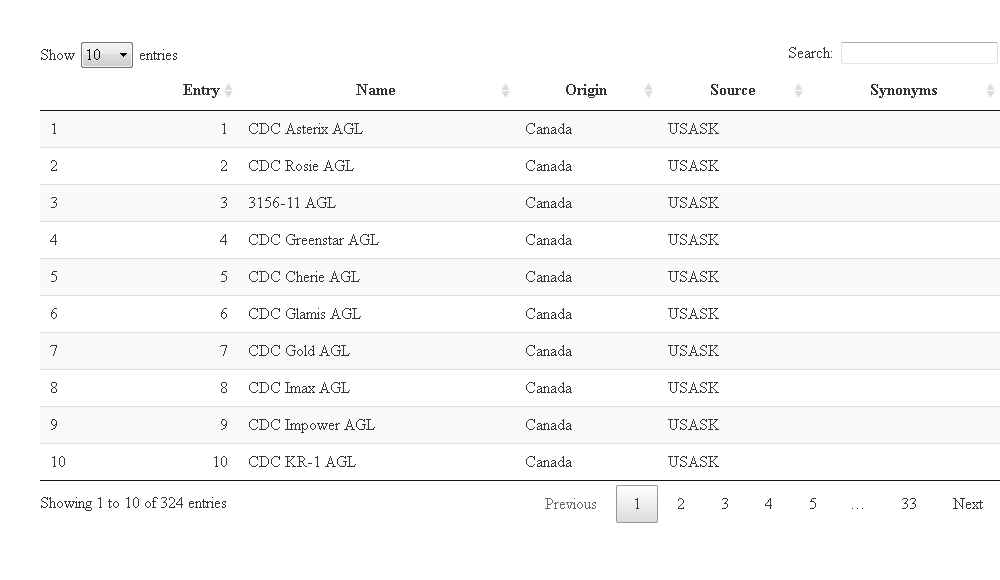 Show 10 entries Search:
Entry Name Origin Source Synonyms
1 1 CDC Asterix AGL Canada USASK
2 2 CDC Rosie AGL Canada USASK
3 3 3156-11 AGL Canada USASK
4 4 CDC Greenstar AGL Canada USASK
5 5 CDC Cherie AGL Canada USASK
6 6 CDC Glamis AGL Canada USASK
7 7 CDC Gold AGL Canada USASK
8 8 CDC Imax AGL Canada USASK
9 9 CDC Impower AGL Canada USASK
10 10 CDC KR-1 AGL Canada USASK
Showing 1 to 10 of 324 entries Previous 1 2 3 4 5 … 33 Next